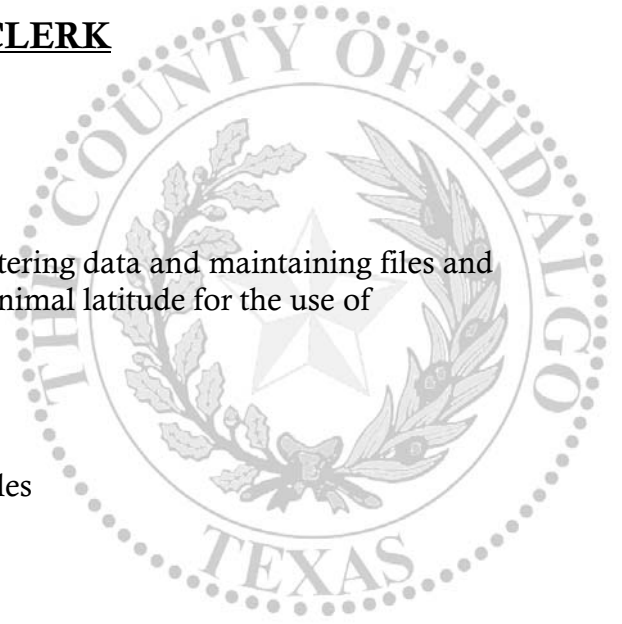 CLERK
tering data and maintaining files and
nimal latitude for the use of
les
THE COUNTY OF HIDALGO
TEXAS